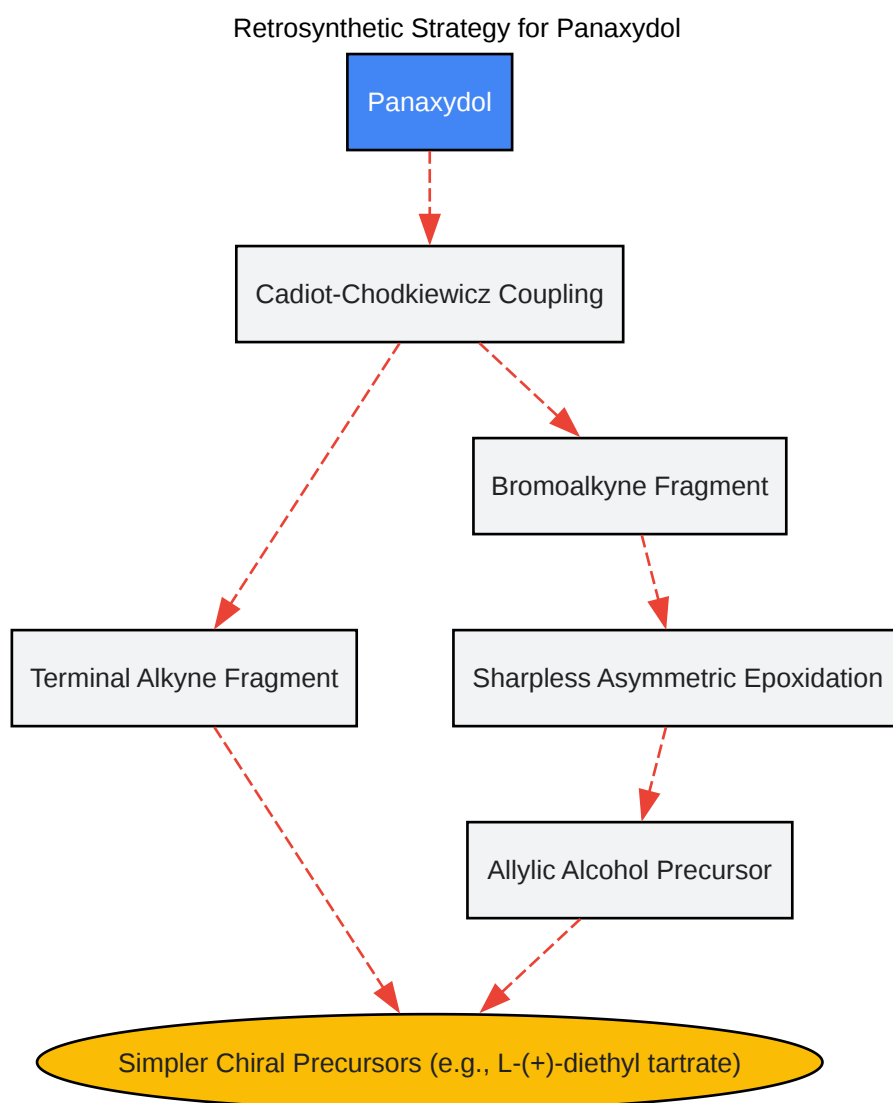 Retrosynthetic Strategy for Panaxydol
Panaxydol
Cadiot-Chodkiewicz Coupling
Bromoalkyne Fragment
Terminal Alkyne Fragment
Sharpless Asymmetric Epoxidation
Allylic Alcohol Precursor
Simpler Chiral Precursors (e.g., L-(+)-diethyl tartrate)